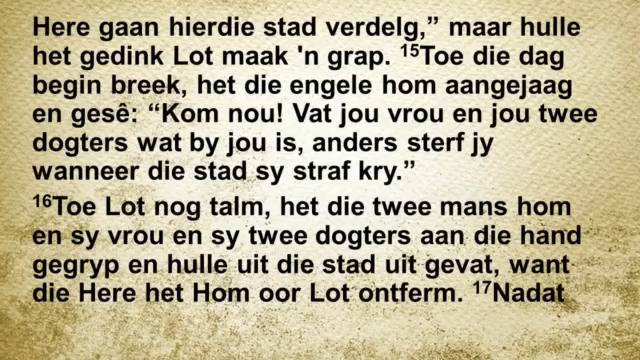 Here gaan hierdie stad verdelg,” maar hulle
het gedink Lot maak 'n grap. ¹⁵Toe die dag
begin breek, het die engele hom aangejaag
en gesê: “Kom nou! Vat jou vrou en jou twee
dogters wat by jou is, anders sterf jy
wanneer die stad sy straf kry.”
¹⁶Toe Lot nog talm, het die twee mans hom
en sy vrou en sy twee dogters aan die hand
gegryp en hulle uit die stad uit gevat, want
die Here het Hom oor Lot ontferm. ¹⁷Nadat